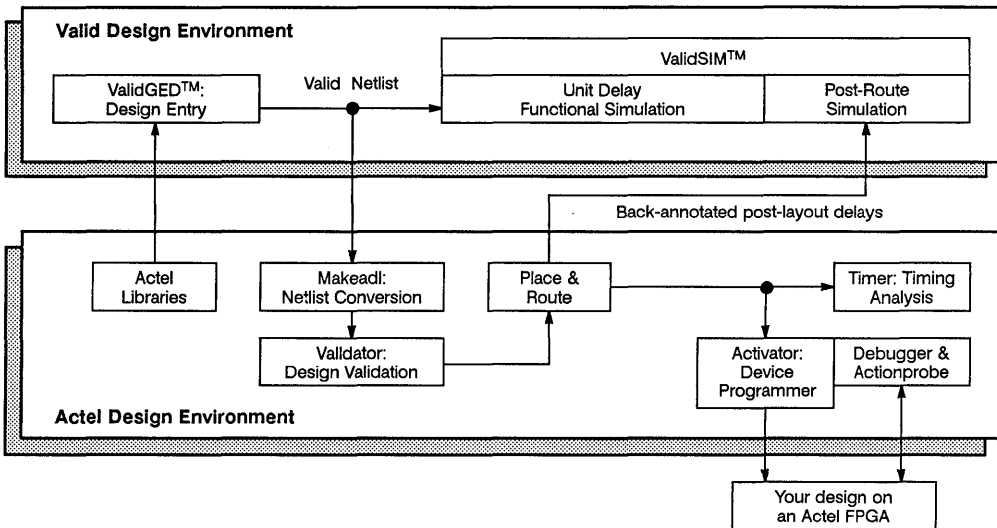 Valid Design Environment
ValidGED™:
Design Entry
Valid Netlist
ValidSIM™
Unit Delay
Functional Simulation
Post-Route
Simulation
Back-annotated post-layout delays
Actel
Libraries
Makeadl:
Netlist Conversion
Validator:
Design Validation
Place &
Route
Timer: Timing
Analysis
Activator:
Device
Programmer
Debugger &
Actionprobe
Actel Design Environment
Your design on
an Actel FPGA